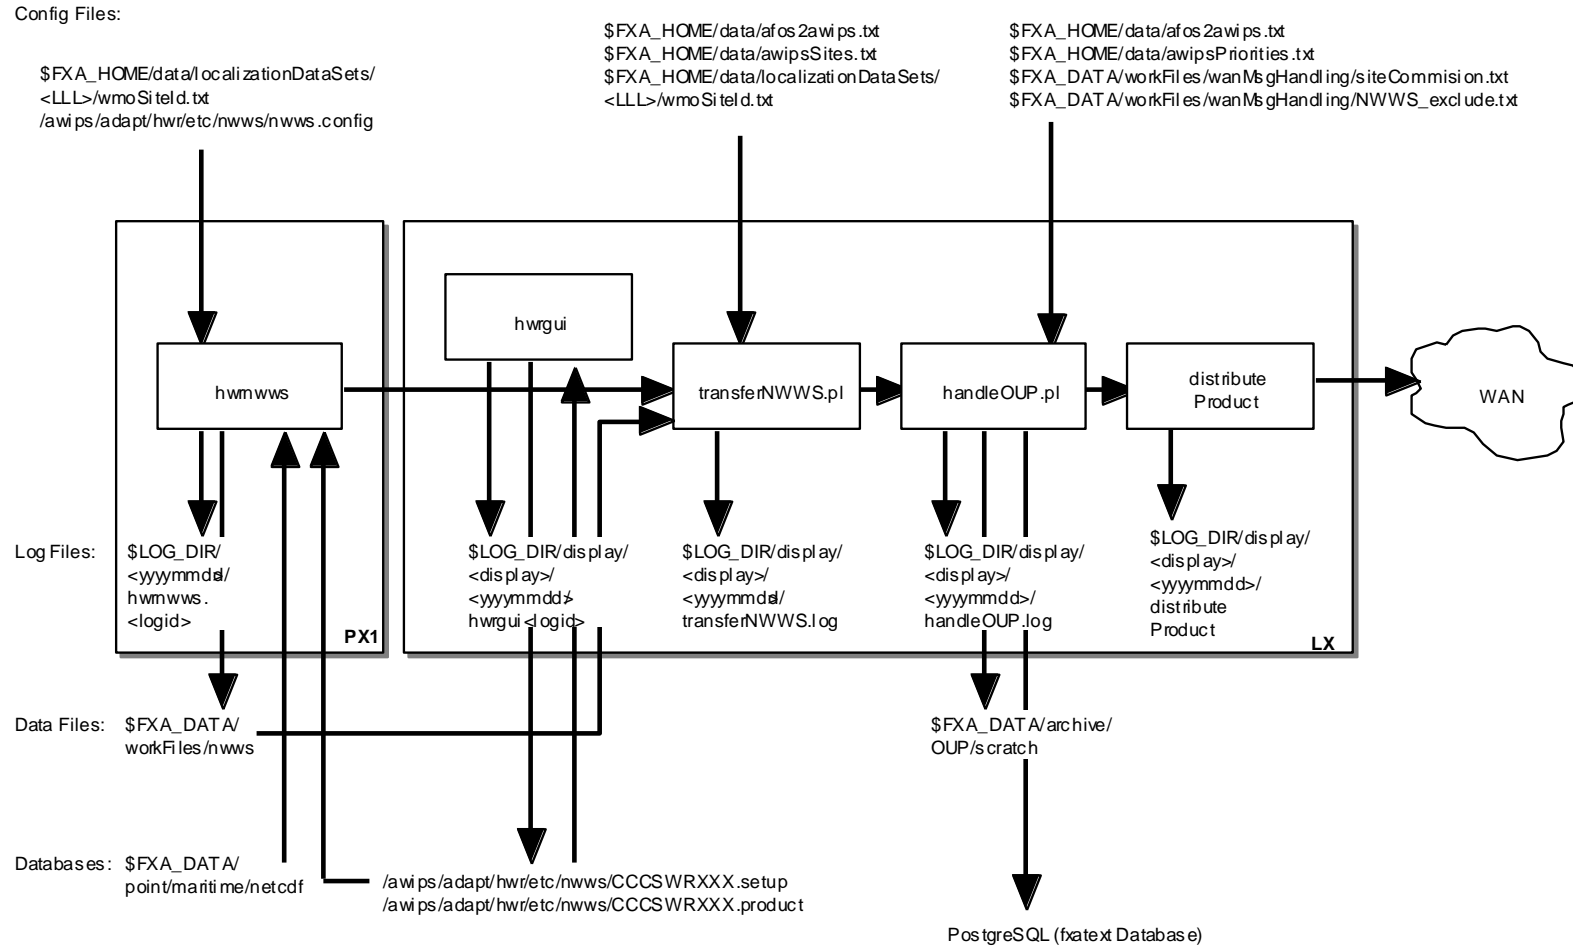 Config Files:
$FXA_HOME/data/localizationDataSets/
<LLL>/wmoSiteId.txt
/awips/adapt/hwr/etc/nwws/nwws.config
$FXA_HOME/data/afos2awips.txt
$FXA_HOME/data/awipsSites.txt
$FXA_HOME/data/localizationDataSets/
<LLL>/wmoSiteId.txt
$FXA_HOME/data/afos2awips.txt
$FXA_HOME/data/awipsPriorities.txt
$FXA_DATA/workFiles/wanMsgHandling/siteCommision.txt
$FXA_DATA/workFiles/wanMsgHandling/NWWS_exclude.txt
hwrnwws
hwrgui
transferNWWS.pl
handleOUP.pl
distribute
Product
WAN
Log Files:
$LOG_DIR/
<yyyymmdd>/
hwrnwws.
<logid>
PX1
$LOG_DIR/display/
<display>/
<yyyymmdd>/
hwrgui<logid>
$LOG_DIR/display/
<display>/
<yyyymmdd>/
transferNWWS.log
$LOG_DIR/display/
<display>/
<yyyymmdd>/
handleOUP.log
$LOG_DIR/display/
<display>/
<yyyymmdd>/
distribute
Product
LX
Data Files:
$FXA_DATA/
workFiles/nwws
$FXA_DATA/archive/
OUP/scratch
Databases:
$FXA_DATA/
point/maritime/netcdf
/awips/adapt/hwr/etc/nwws/CCCSWRXXX.setup
/awips/adapt/hwr/etc/nwws/CCCSWRXXX.product
PostgreSQL (fxatext Database)